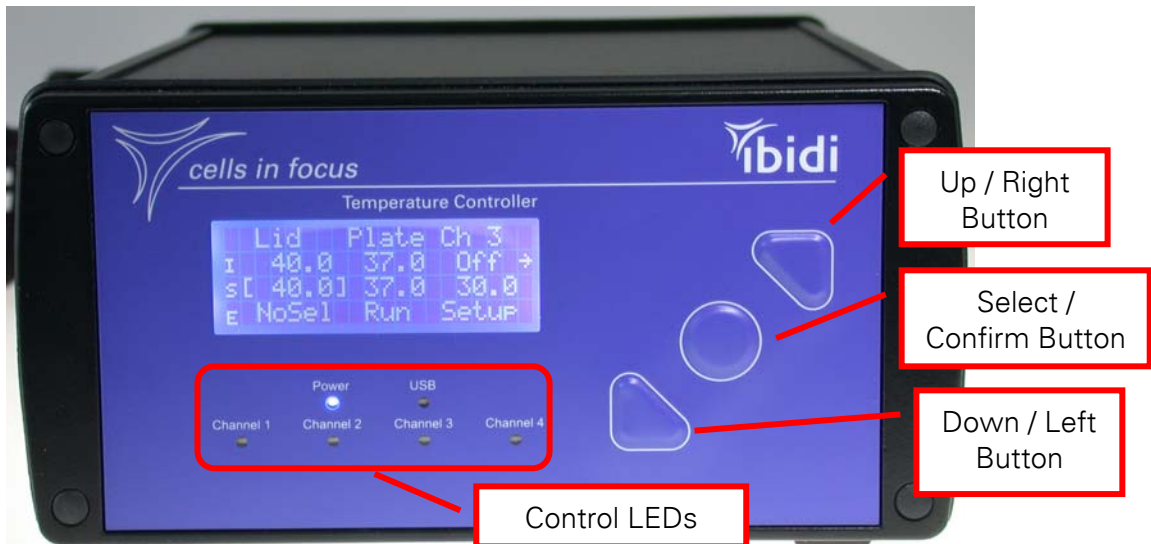 cells in focus
ibidi
Temperature Controller
Lid Plate Ch 3
I 40.0 37.0 Off →
S[ 40.0] 37.0 30.0
E NoSel Run Setup
Power USB
Channel 1 Channel 2 Channel 3 Channel 4
Up / Right
Button
Select /
Confirm Button
Down / Left
Button
Control LEDs